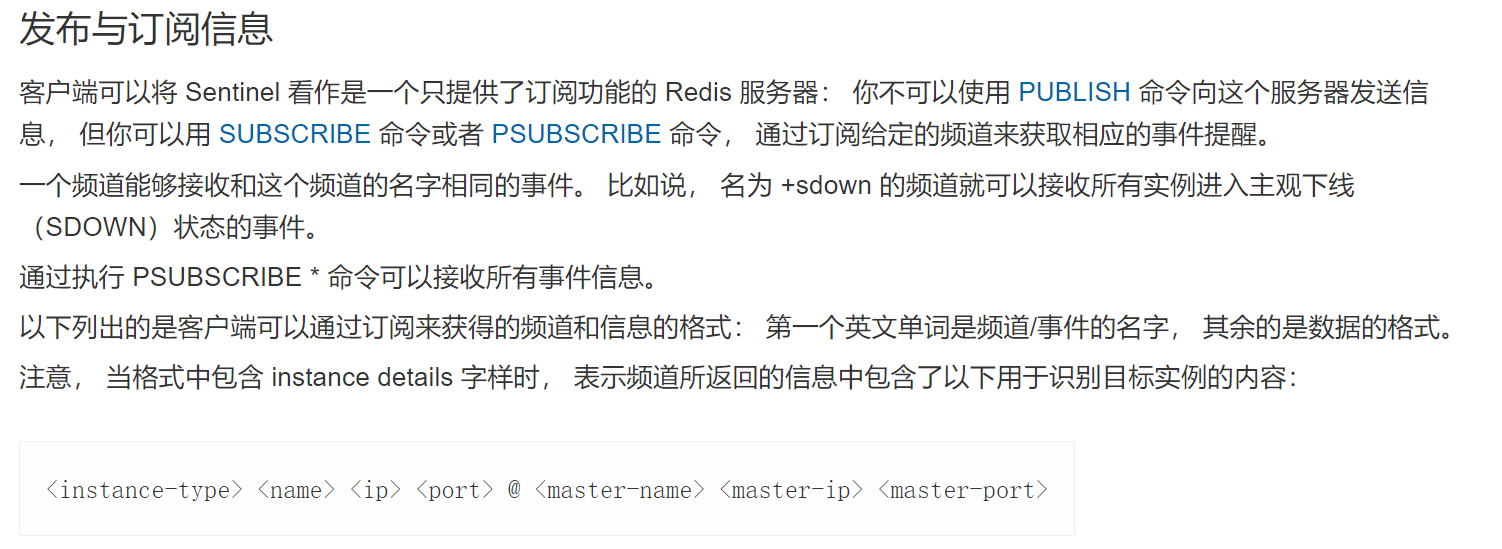 发布与订阅信息
客户端可以将 Sentinel 看作是一个只提供了订阅功能的 Redis 服务器： 你不可以使用 PUBLISH 命令向这个服务器发送信
息， 但你可以用 SUBSCRIBE 命令或者 PSUBSCRIBE 命令， 通过订阅给定的频道来获取相应的事件提醒。
一个频道能够接收和这个频道的名字相同的事件。 比如说， 名为 +sdown 的频道就可以接收所有实例进入主观下线
（SDOWN）状态的事件。
通过执行 PSUBSCRIBE * 命令可以接收所有事件信息。
以下列出的是客户端可以通过订阅来获得的频道和信息的格式： 第一个英文单词是频道/事件的名字， 其余的是数据的格式。
注意， 当格式中包含 instance details 字样时， 表示频道所返回的信息中包含了以下用于识别目标实例的内容：
<instance-type> <name> <ip> <port> @ <master-name> <master-ip> <master-port>